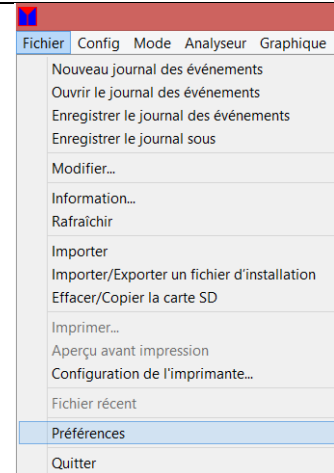 Fichier Config Mode Analyseur Graphique
Nouveau journal des événements
Ouvrir le journal des événements
Enregistrer le journal des événements
Enregistrer le journal sous
Modifier...
Information...
Rafraîchir
Importer
Importer/Exporter un fichier d'installation
Effacer/Copier la carte SD
Imprimer...
Aperçu avant impression
Configuration de l'imprimante...
Fichier récent
Préférences
Quitter